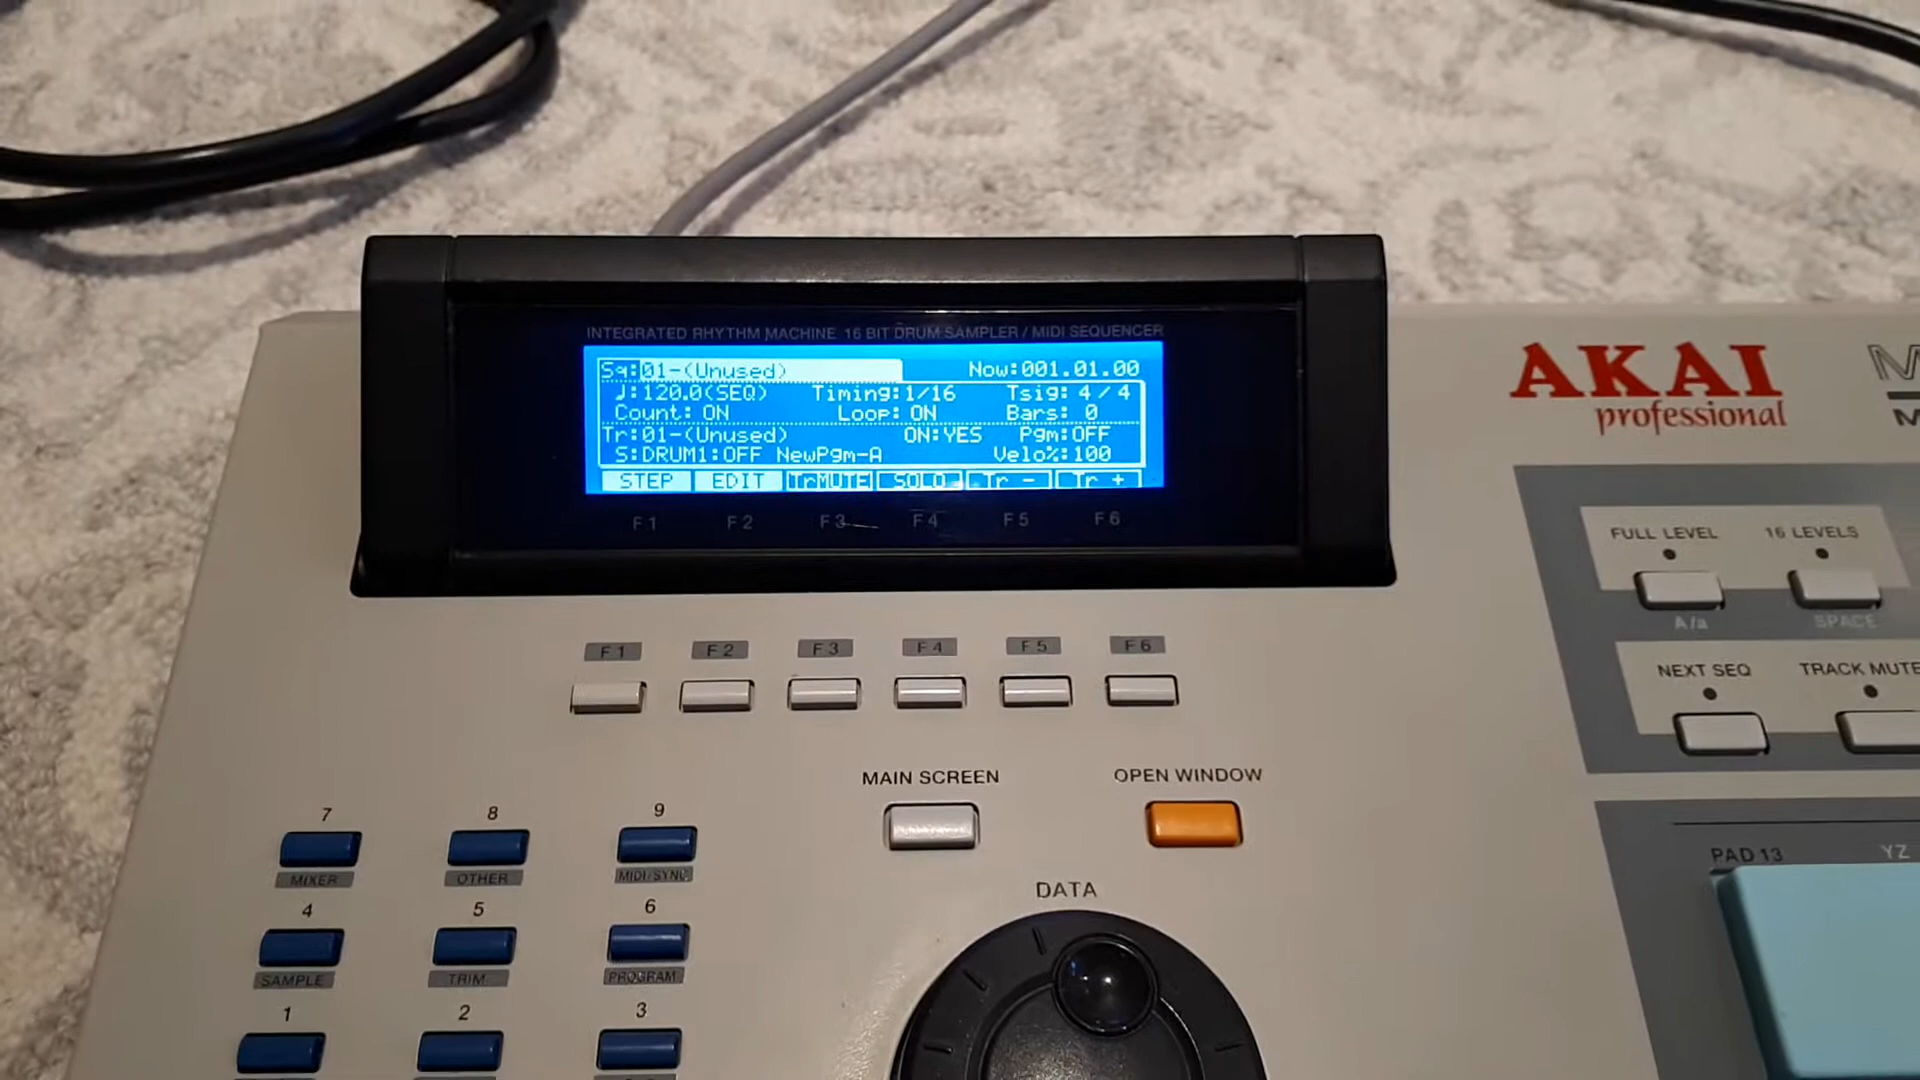 INTEGRATED RHYTHM MACHINE 16 BIT DRUM SAMPLER / MIDI SEQUENCER
Sq:01-(Unused) Now:001.01.00
♩:120.0(SEQ) Timing:1/16 Tsig: 4/4
Count: ON Loop: ON Bars: 0
Tr:01-(Unused) ON:YES Pgm:OFF
S:DRUM1:OFF NewPgm-A Velo%:100
STEP EDIT TrMUTE SOLO Tr - Tr +
F1 F2 F3 F4 F5 F6
AKAI
professional
M
M
FULL LEVEL 16 LEVELS
A/a SPACE
F1 F2 F3 F4 F5 F6
NEXT SEQ TRACK MUTE
MAIN SCREEN OPEN WINDOW
7 8 9
MIXER OTHER MIDI/SYNC
DATA
PAD 13 YZ
4 5 6
SAMPLE TRIM PROGRAM
1 2 3